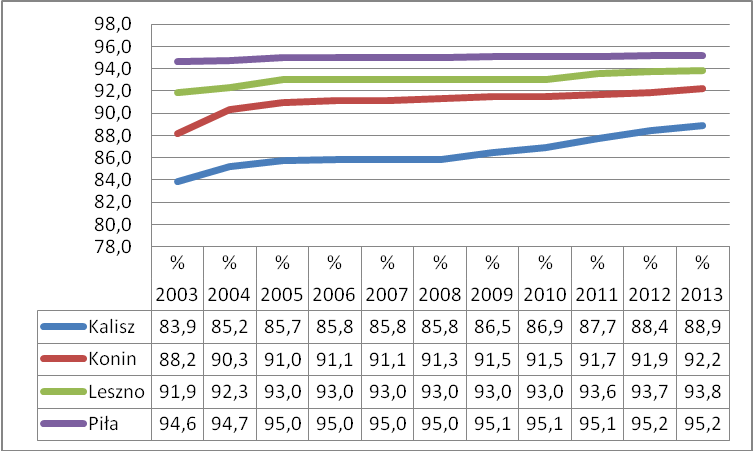 98,0
96,0
94,0
92,0
90,0
88,0
86,0
84,0
82,0
80,0
78,0
% % % % % % % % % % %
2003 2004 2005 2006 2007 2008 2009 2010 2011 2012 2013
Kalisz 83,9 85,2 85,7 85,8 85,8 85,8 86,5 86,9 87,7 88,4 88,9
Konin 88,2 90,3 91,0 91,1 91,1 91,3 91,5 91,5 91,7 91,9 92,2
Leszno 91,9 92,3 93,0 93,0 93,0 93,0 93,0 93,0 93,6 93,7 93,8
Piła 94,6 94,7 95,0 95,0 95,0 95,0 95,1 95,1 95,1 95,2 95,2